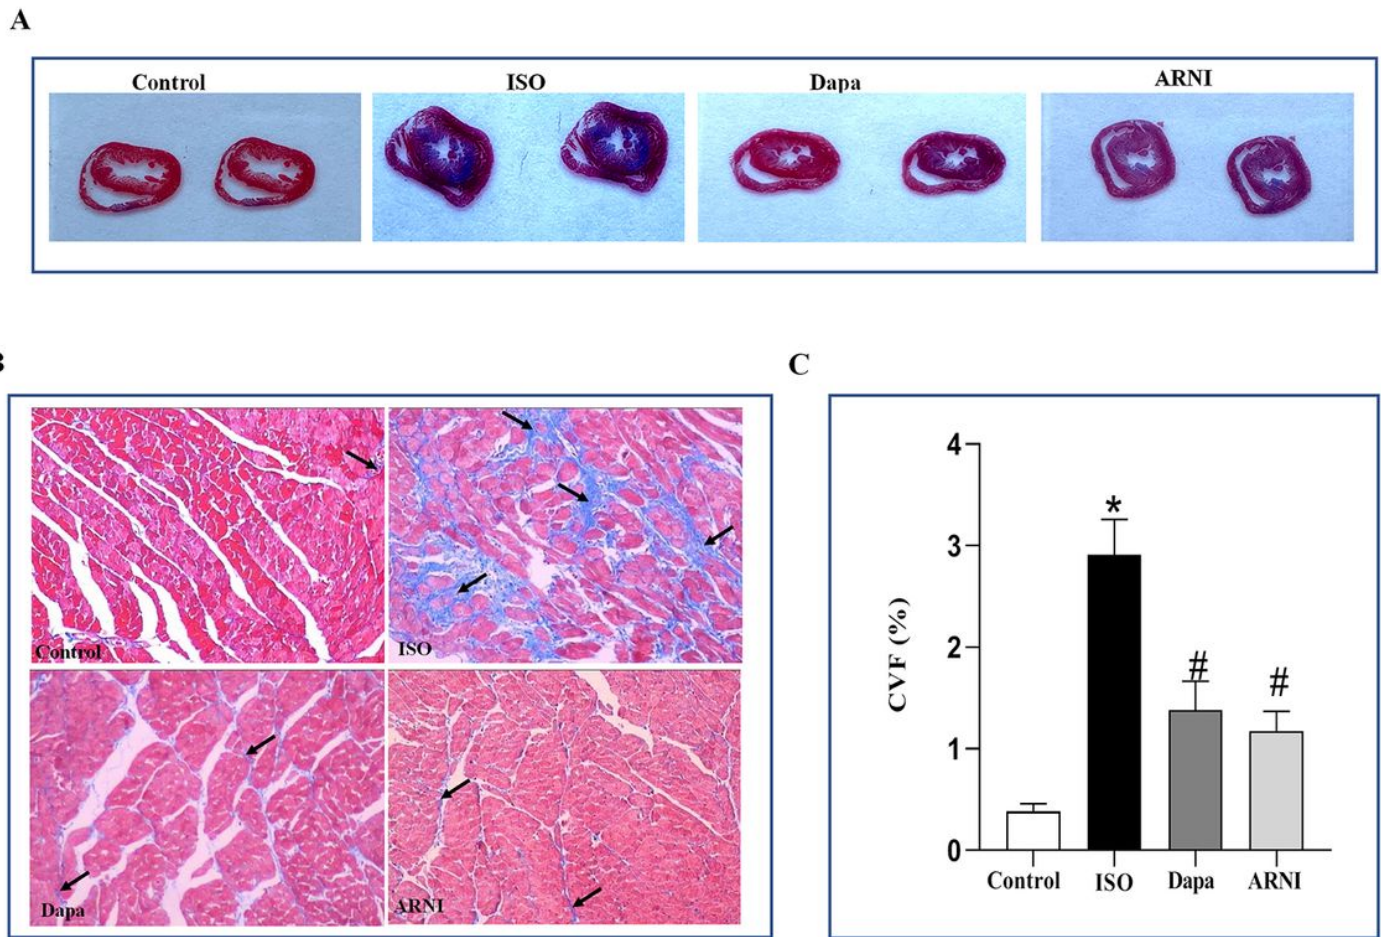 A
Control ISO Dapa ARNI
B C
Control ISO
Dapa ARNI
4
*
3
CVF (%)
2
# #
1
0
Control ISO Dapa ARNI